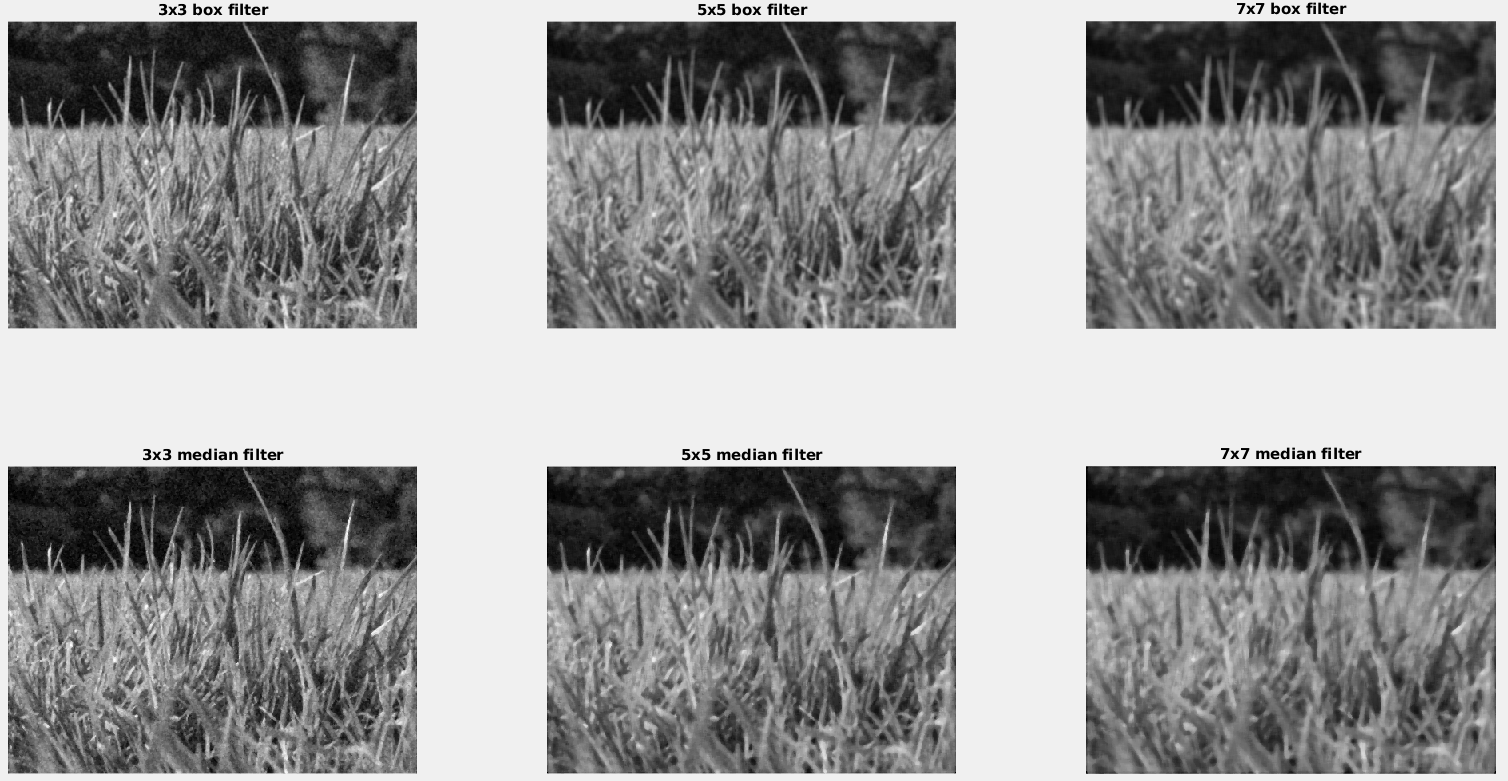 3x3 box filter
5x5 box filter
7x7 box filter
3x3 median filter
5x5 median filter
7x7 median filter